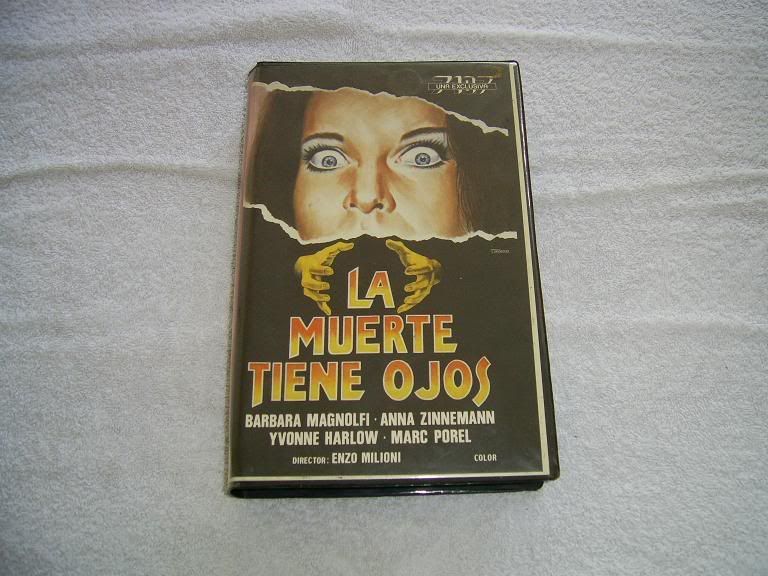 UNA EXCLUSIVA
LA
MUERTE
TIENE OJOS
BARBARA MAGNOLFI · ANNA ZINNEMANN
YVONNE HARLOW · MARC POREL
DIRECTOR: ENZO MILIONI
COLOR